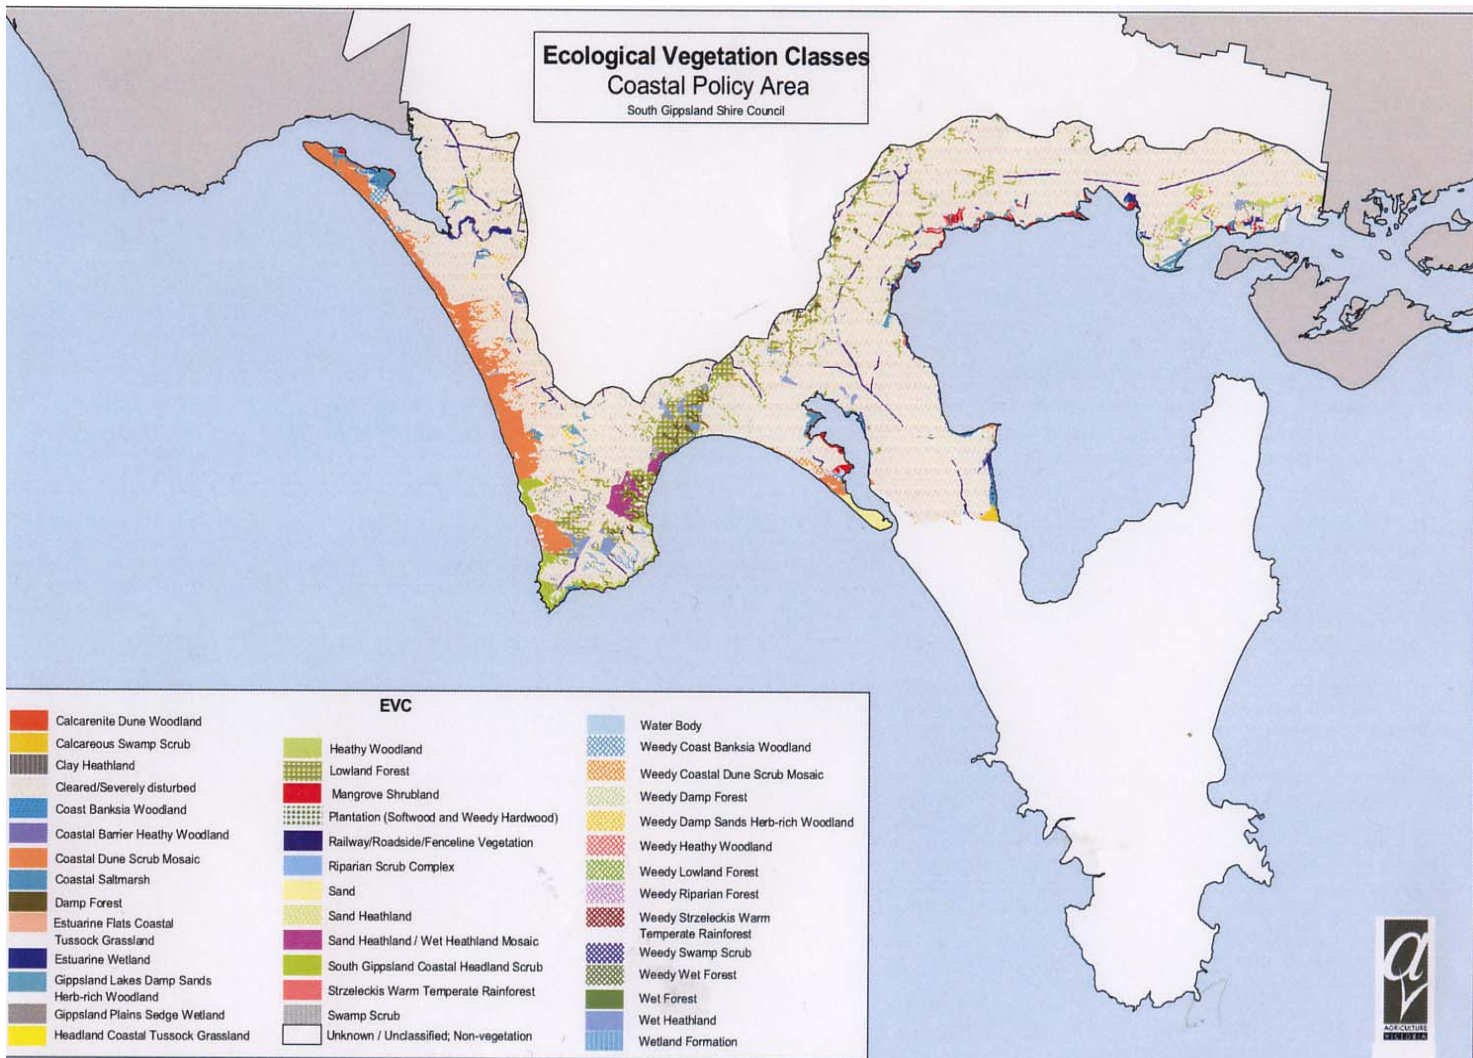 Ecological Vegetation Classes
Coastal Policy Area
South Gippsland Shire Council
EVC
Calcarenite Dune Woodland
Calcareous Swamp Scrub
Clay Heathland
Cleared/Severely disturbed
Coast Banksia Woodland
Coastal Barrier Heathy Woodland
Coastal Dune Scrub Mosaic
Coastal Saltmarsh
Damp Forest
Estuarine Flats Coastal
Tussock Grassland
Estuarine Wetland
Gippsland Lakes Damp Sands
Herb-rich Woodland
Gippsland Plains Sedge Wetland
Headland Coastal Tussock Grassland
Heathy Woodland
Lowland Forest
Mangrove Shrubland
Plantation (Softwood and Weedy Hardwood)
Railway/Roadside/Fenceline Vegetation
Riparian Scrub Complex
Sand
Sand Heathland
Sand Heathland / Wet Heathland Mosaic
South Gippsland Coastal Headland Scrub
Strzeleckis Warm Temperate Rainforest
Swamp Scrub
Unknown / Unclassified; Non-vegetation
Water Body
Weedy Coast Banksia Woodland
Weedy Coastal Dune Scrub Mosaic
Weedy Damp Forest
Weedy Damp Sands Herb-rich Woodland
Weedy Heathy Woodland
Weedy Lowland Forest
Weedy Riparian Forest
Weedy Strzeleckis Warm
Temperate Rainforest
Weedy Swamp Scrub
Weedy Wet Forest
Wet Forest
Wet Heathland
Wetland Formation
AGRICULTURE
VICTORIA